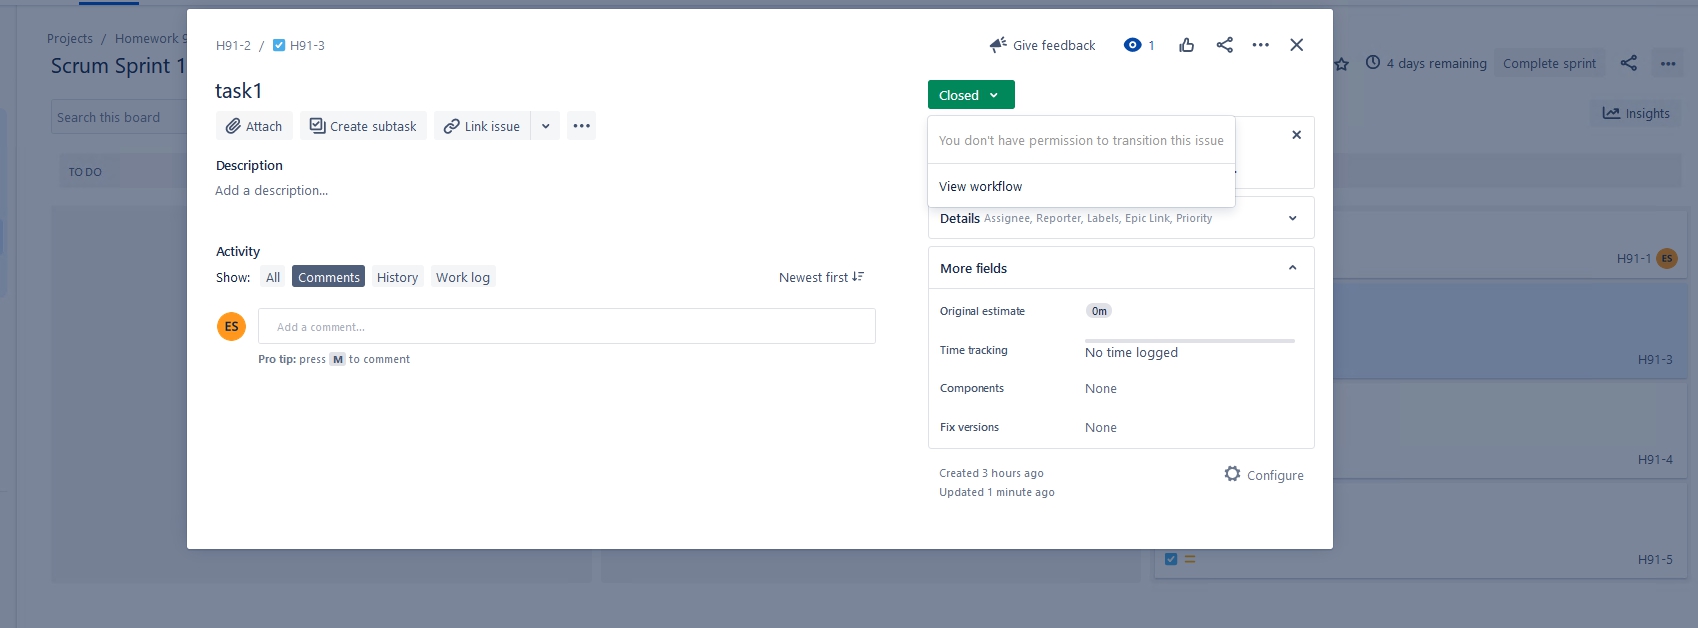 Projects / Homework 9
Scrum Sprint 1
4 days remaining
Complete sprint
Search this board
Insights
TO DO
H91-1
ES
H91-3
H91-4
H91-5
H91-2 / H91-3
Give feedback
1
task1
Closed
Attach
Create subtask
Link issue
You don't have permission to transition this issue
View workflow
Description
Add a description...
Details Assignee, Reporter, Labels, Epic Link, Priority
Activity
Show: All Comments History Work log
Newest first
ES
Add a comment...
Pro tip: press M to comment
More fields
Original estimate 0m
Time tracking No time logged
Components None
Fix versions None
Created 3 hours ago
Updated 1 minute ago
Configure